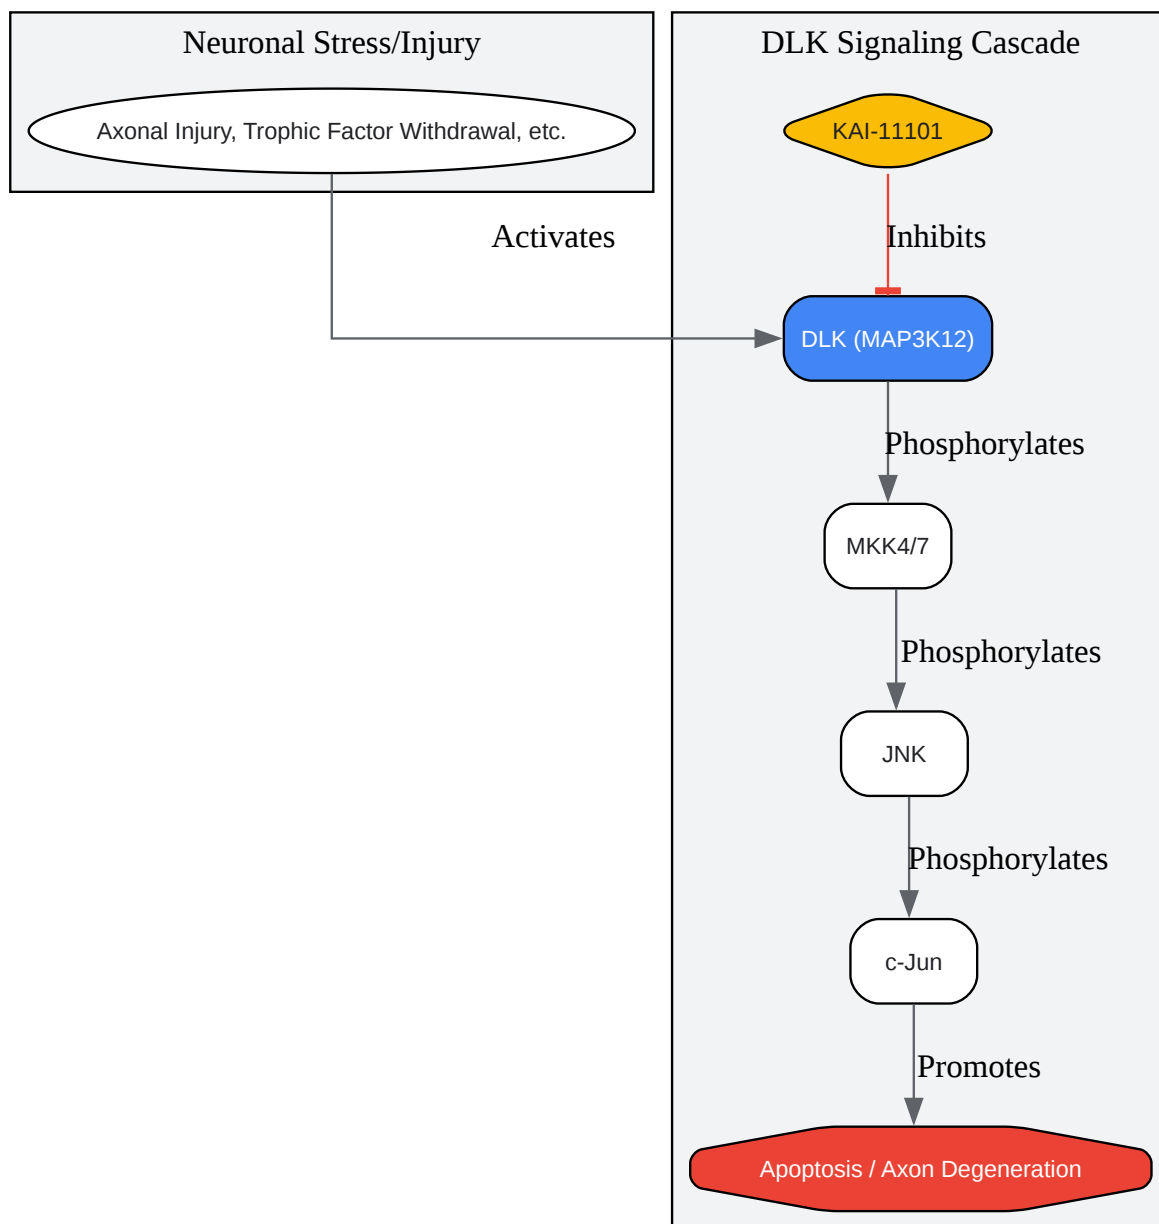 Neuronal Stress/Injury
Axonal Injury, Trophic Factor Withdrawal, etc.
Activates
DLK Signaling Cascade
KAI-11101
Inhibits
DLK (MAP3K12)
Phosphorylates
MKK4/7
Phosphorylates
JNK
Phosphorylates
c-Jun
Promotes
Apoptosis / Axon Degeneration